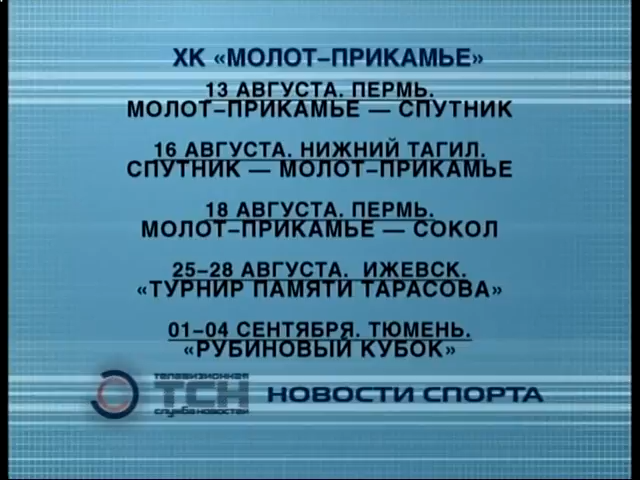 ХК «МОЛОТ–ПРИКАМЬЕ»
13 АВГУСТА. ПЕРМЬ.
МОЛОТ–ПРИКАМЬЕ — СПУТНИК
16 АВГУСТА. НИЖНИЙ ТАГИЛ.
СПУТНИК — МОЛОТ–ПРИКАМЬЕ
18 АВГУСТА. ПЕРМЬ.
МОЛОТ–ПРИКАМЬЕ — СОКОЛ
25–28 АВГУСТА. ИЖЕВСК.
«ТУРНИР ПАМЯТИ ТАРАСОВА»
01–04 СЕНТЯБРЯ. ТЮМЕНЬ.
«РУБИНОВЫЙ КУБОК»
ТЕЛЕВИЗИОННАЯ
ТСН
СЛУЖБА НОВОСТЕЙ
НОВОСТИ СПОРТА